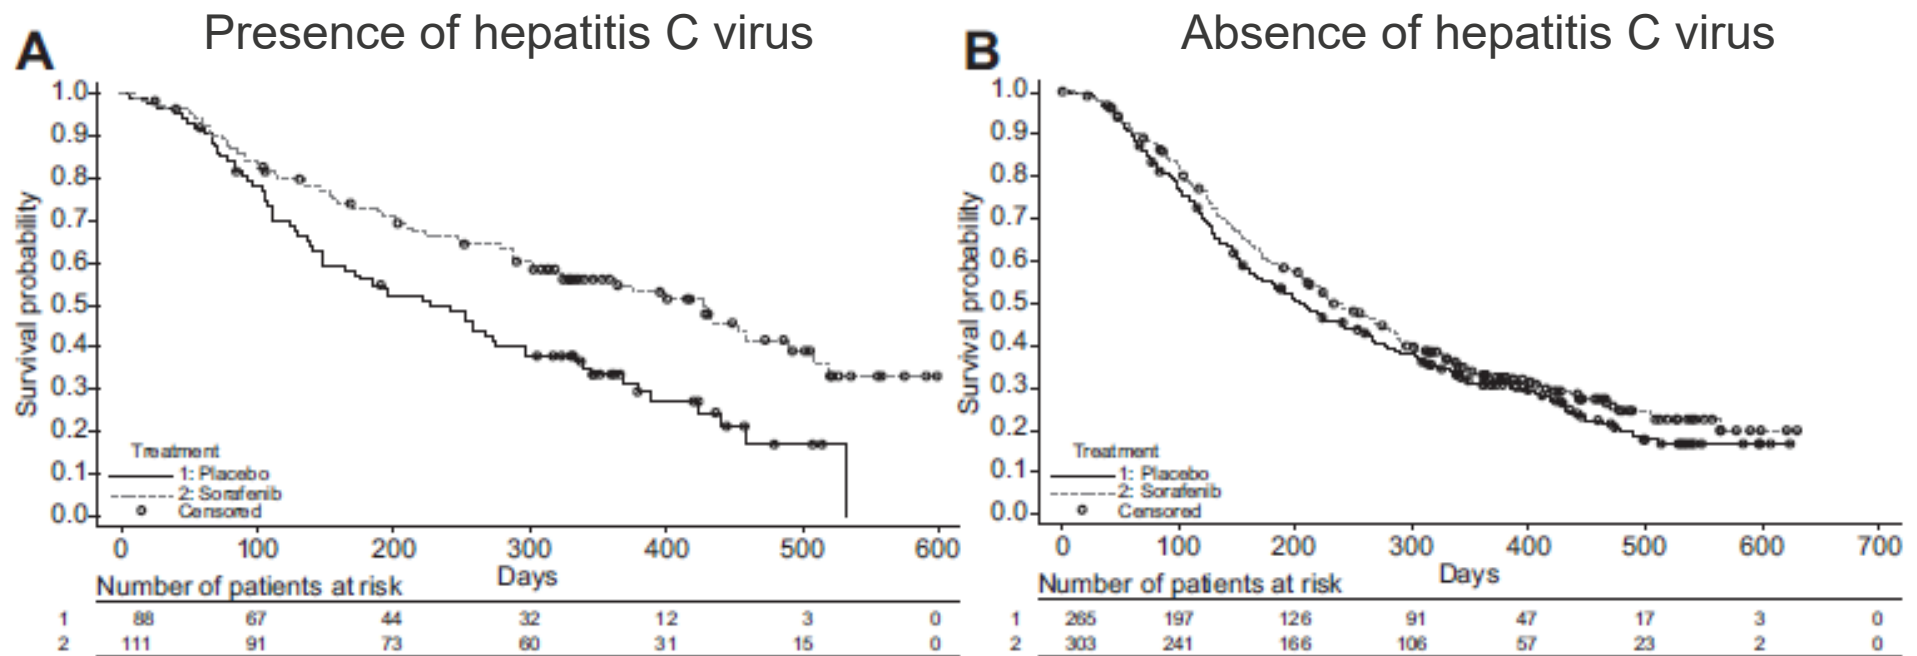 Presence of hepatitis C virus
A
Survival probability
1.0
0.9
0.8
0.7
0.6
0.5
0.4
0.3
0.2
0.1
0.0
Treatment
1: Placebo
2: Sorafenib
Censored
0 100 200 300 400 500 600
Days
Number of patients at risk
1 88 67 44 32 12 3 0
2 111 91 73 60 31 15 0
Absence of hepatitis C virus
B
Survival probability
1.0
0.9
0.8
0.7
0.6
0.5
0.4
0.3
0.2
0.1
0.0
Treatment
1: Placebo
2: Sorafenib
Censored
0 100 200 300 400 500 600 700
Days
Number of patients at risk
1 265 197 126 91 47 17 3 0
2 303 241 166 106 57 23 2 0